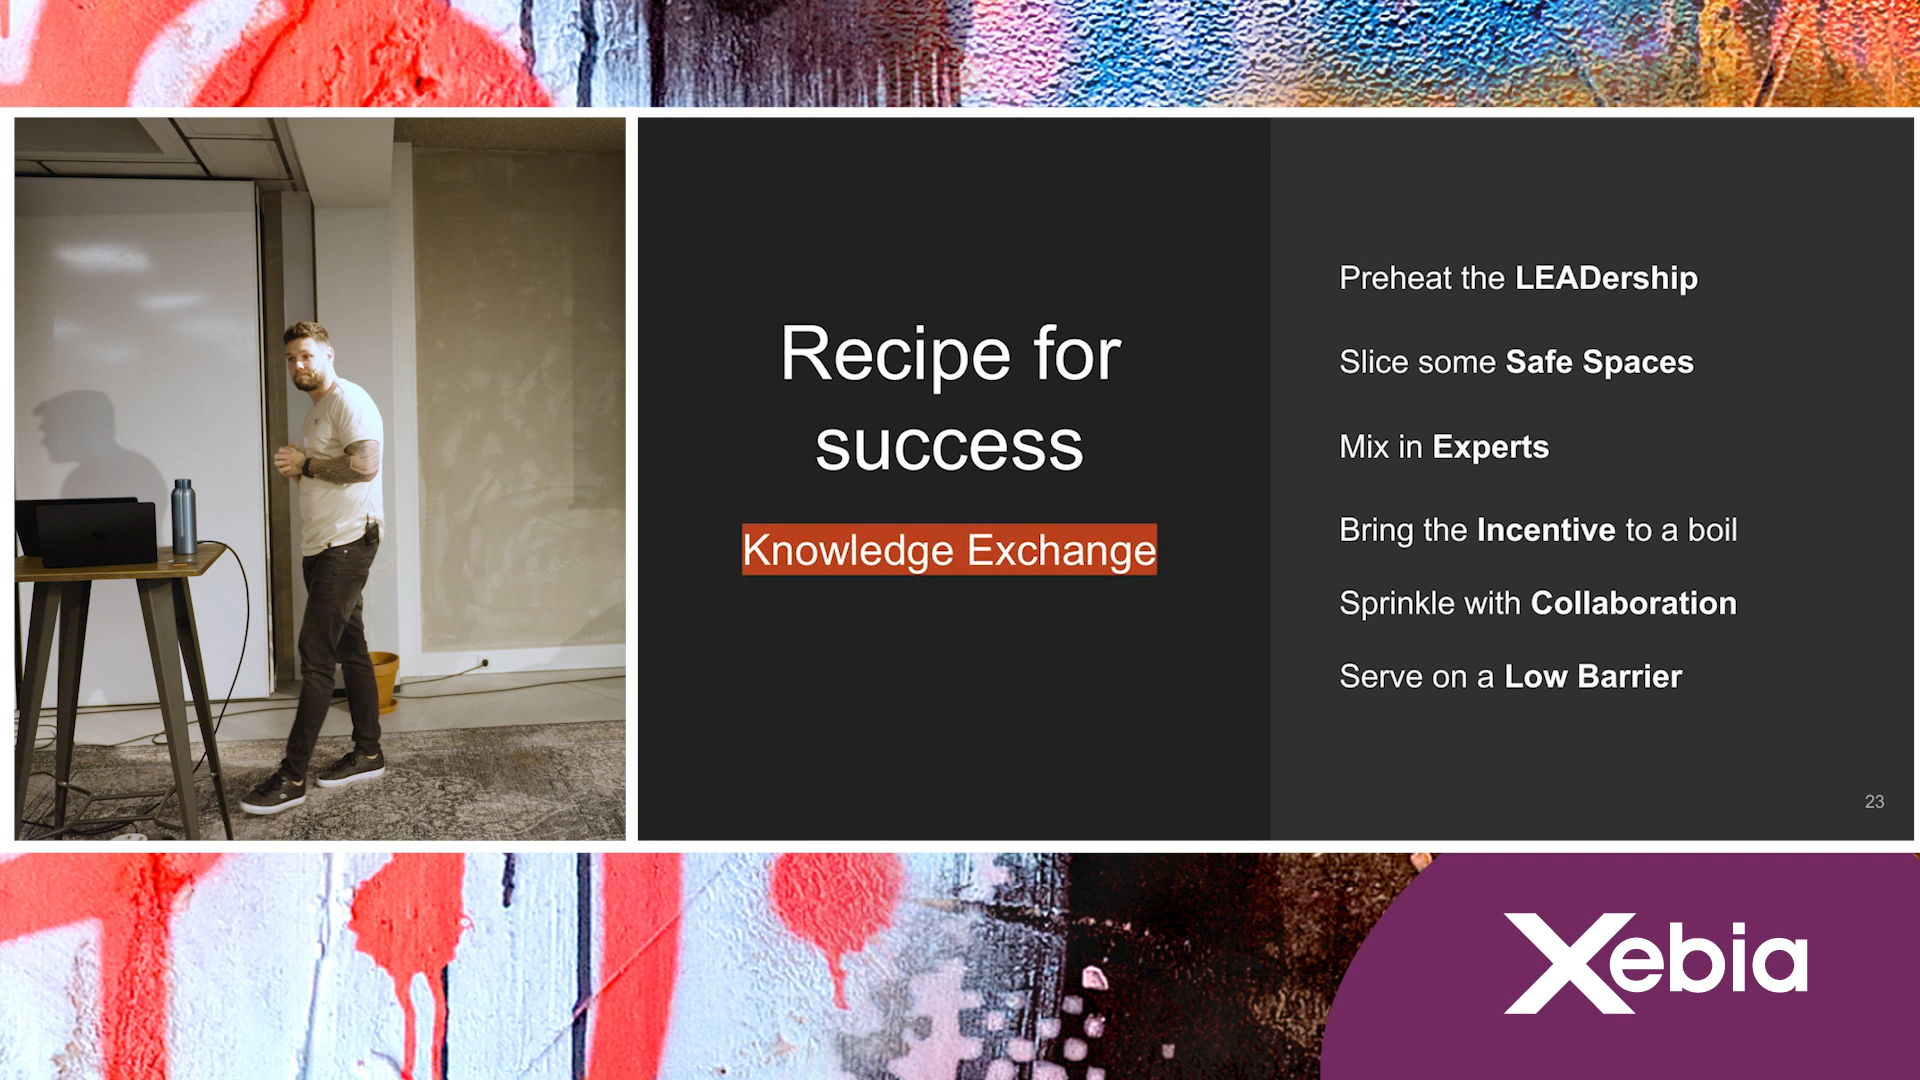 Recipe for
success
Knowledge Exchange
Preheat the LEADership
Slice some Safe Spaces
Mix in Experts
Bring the Incentive to a boil
Sprinkle with Collaboration
Serve on a Low Barrier
23
Xebia